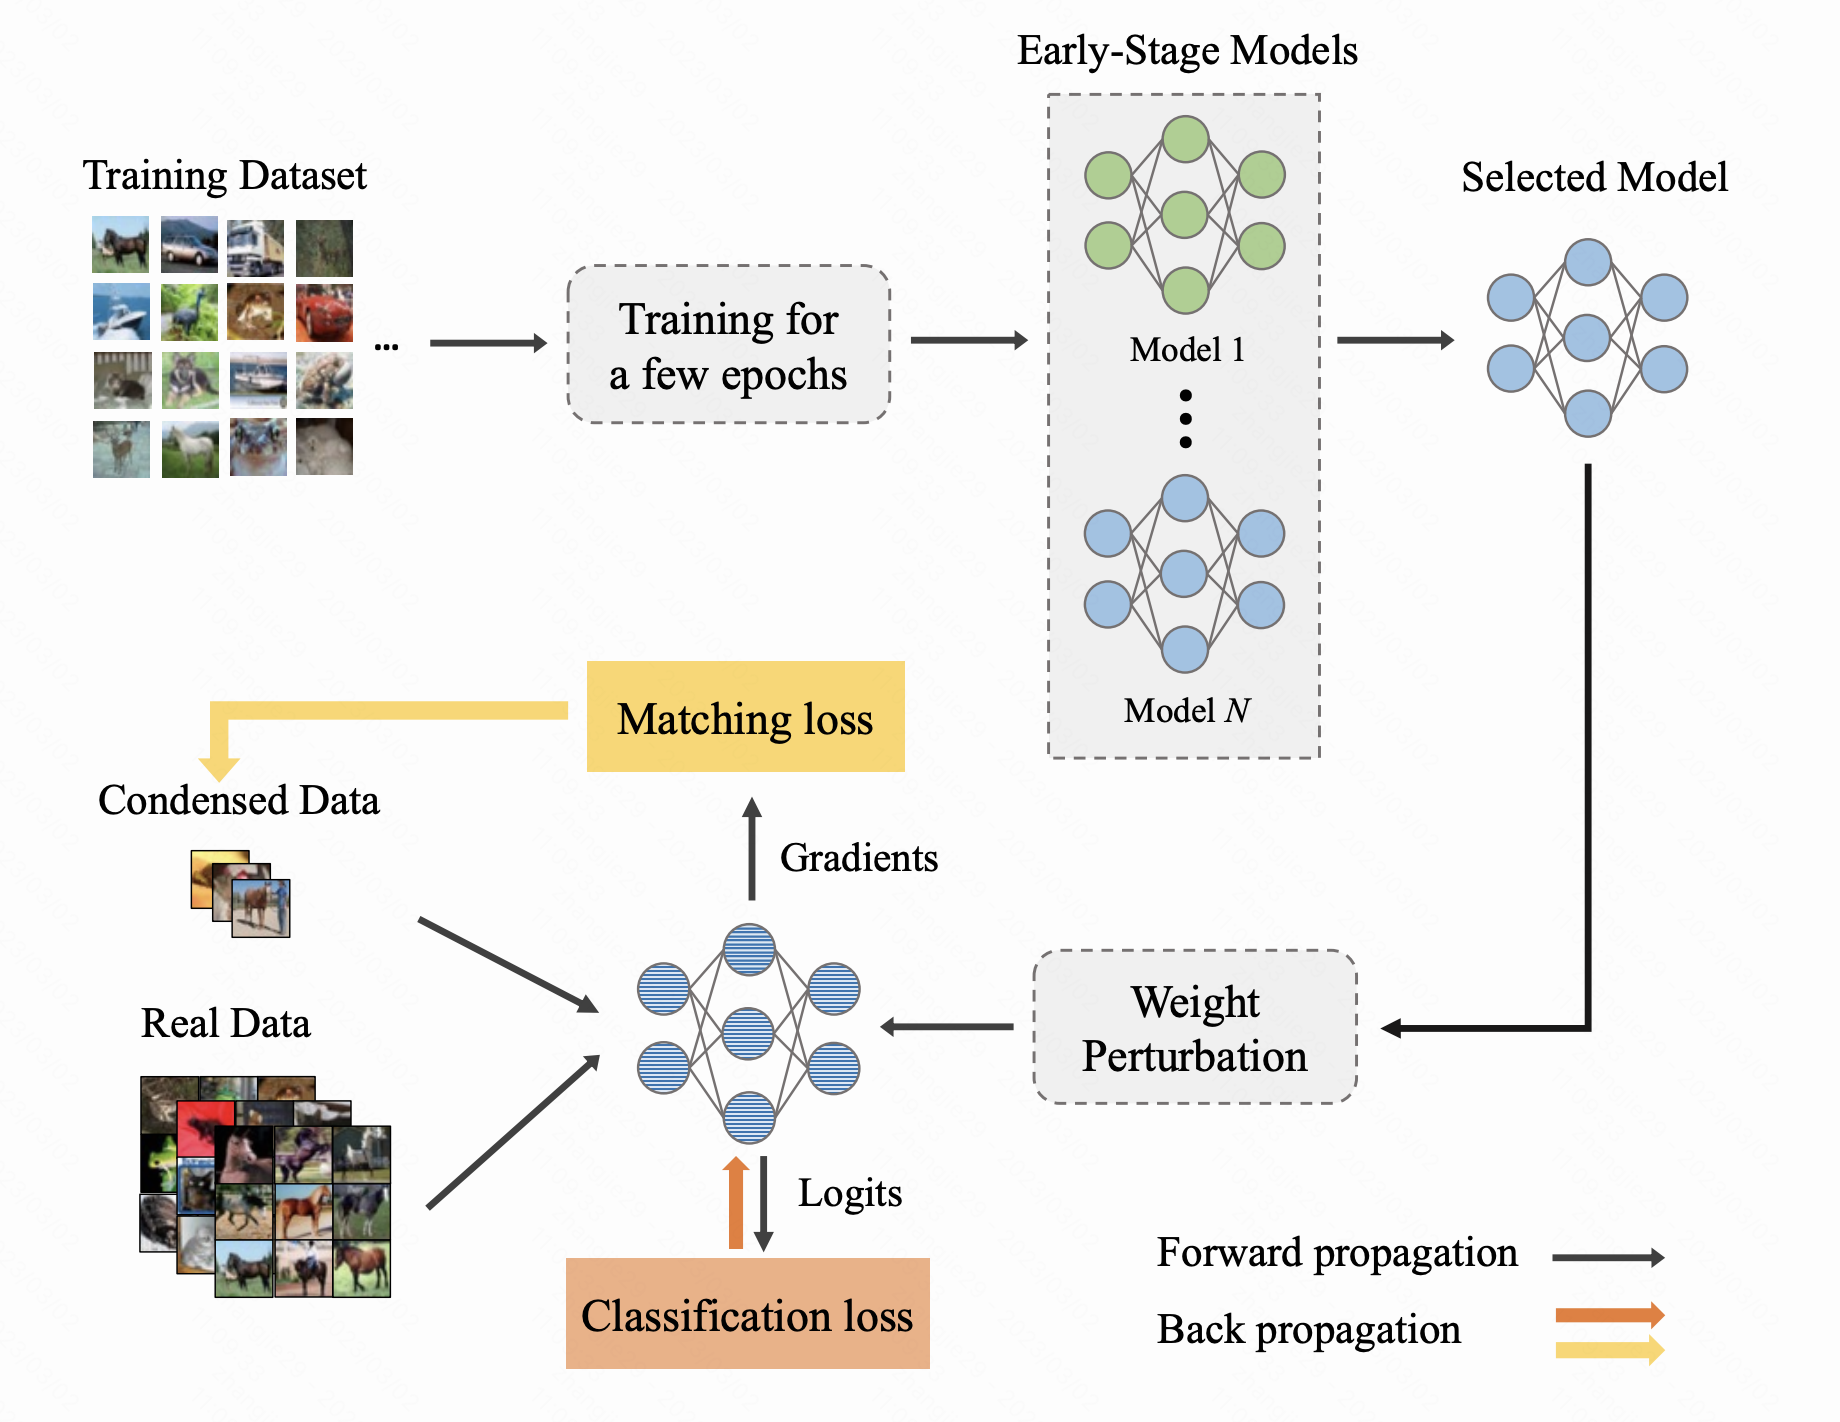 Early-Stage Models
Training Dataset
Selected Model
...
Training for
a few epochs
Model 1
Model N
Matching loss
Condensed Data
Gradients
Real Data
Weight
Perturbation
Logits
Forward propagation
Classification loss
Back propagation